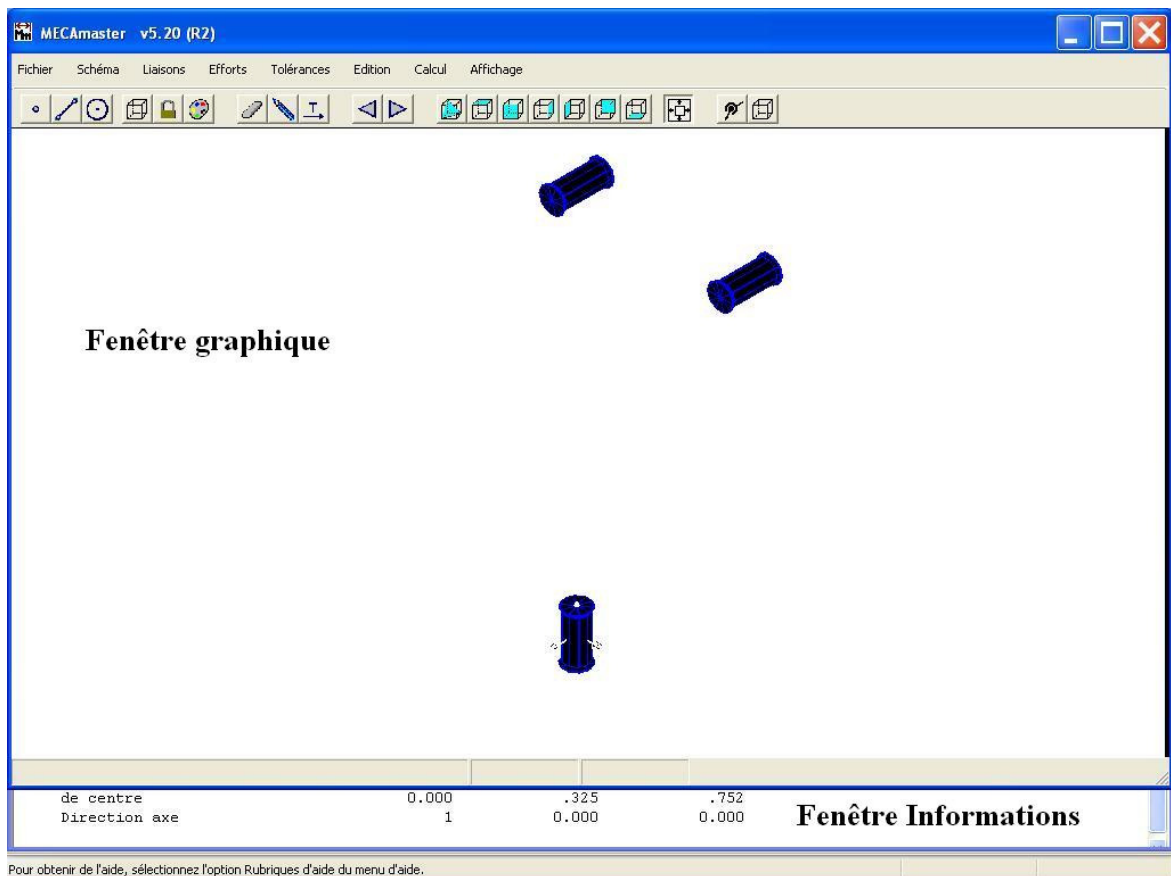 MECAmaster v5.20 (R2)
Fichier Schéma Liaisons Efforts Tolérances Edition Calcul Affichage
T
Fenêtre graphique
de centre 0.000 .325 .752
Direction axe 1 0.000 0.000
Fenêtre Informations
Pour obtenir de l'aide, sélectionnez l'option Rubriques d'aide du menu d'aide.